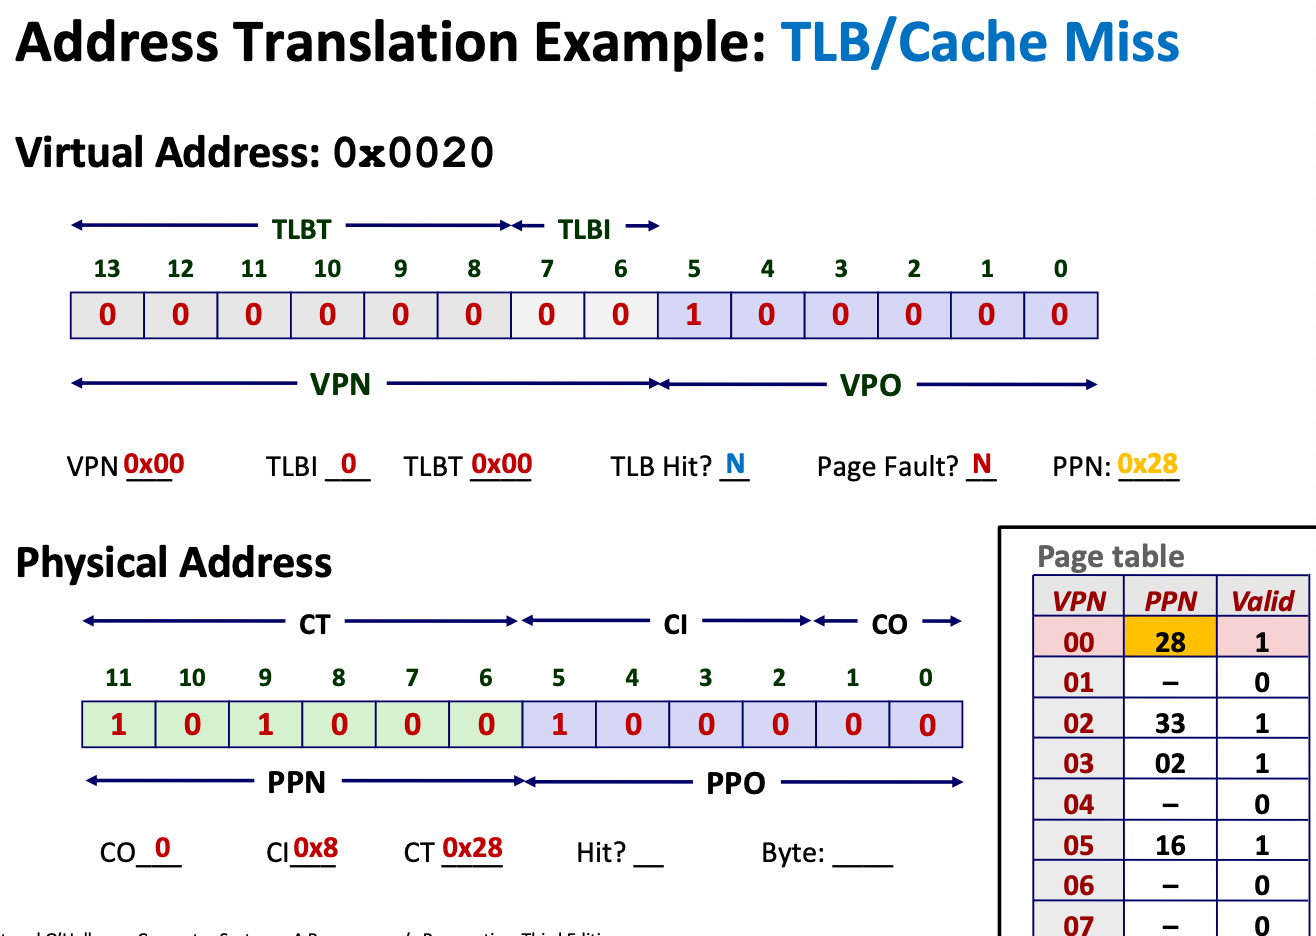 Address Translation Example: TLB/Cache Miss
Virtual Address: 0x0020
TLBT TLBI
13 12 11 10 9 8 7 6 5 4 3 2 1 0
0 0 0 0 0 0 0 0 1 0 0 0 0 0
VPN VPO
VPN 0x00 TLBI 0 TLBT 0x00 TLB Hit? N Page Fault? N PPN: 0x28
Physical Address
CT CI CO
11 10 9 8 7 6 5 4 3 2 1 0
1 0 1 0 0 0 1 0 0 0 0 0
PPN PPO
CO 0 CI 0x8 CT 0x28 Hit? __ Byte: ____
Page table
VPN PPN Valid
00 28 1
01 – 0
02 33 1
03 02 1
04 – 0
05 16 1
06 – 0
07 – 0